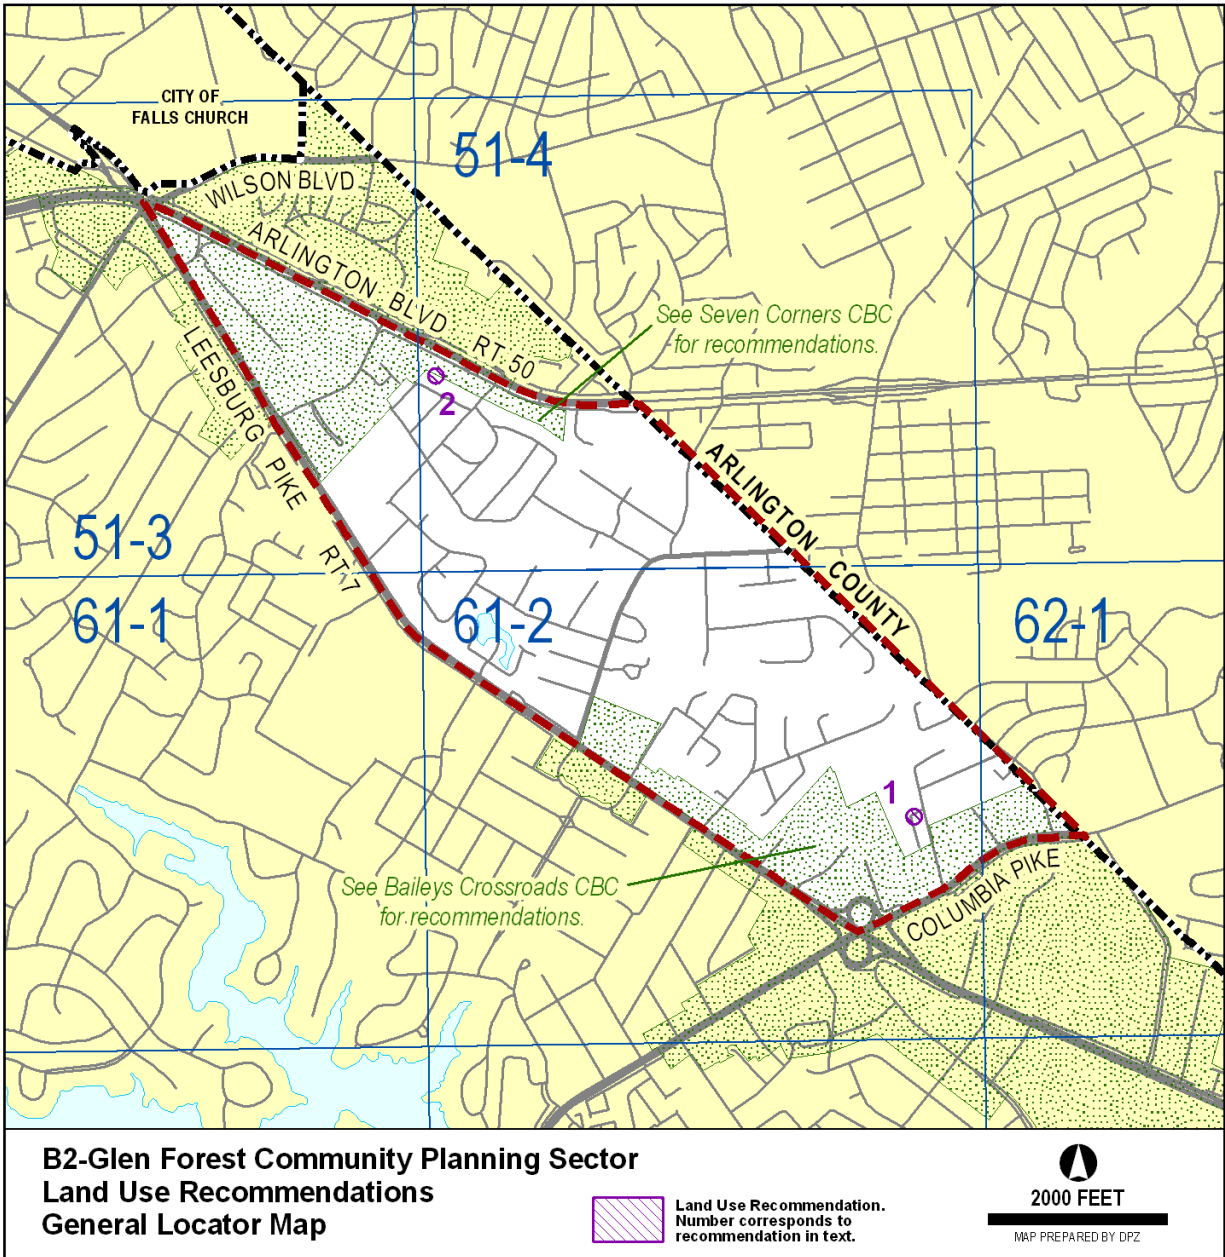 CITY OF
FALLS CHURCH
51-4
WILSON BLVD
ARLINGTON BLVD RT 50
See Seven Corners CBC
for recommendations.
2
LEESBURG PIKE RT 7
ARLINGTON COUNTY
51-3
61-1
61-2
62-1
1
See Baileys Crossroads CBC
for recommendations.
COLUMBIA PIKE
B2-Glen Forest Community Planning Sector
Land Use Recommendations
General Locator Map
Land Use Recommendation.
Number corresponds to
recommendation in text.
2000 FEET
MAP PREPARED BY DPZ